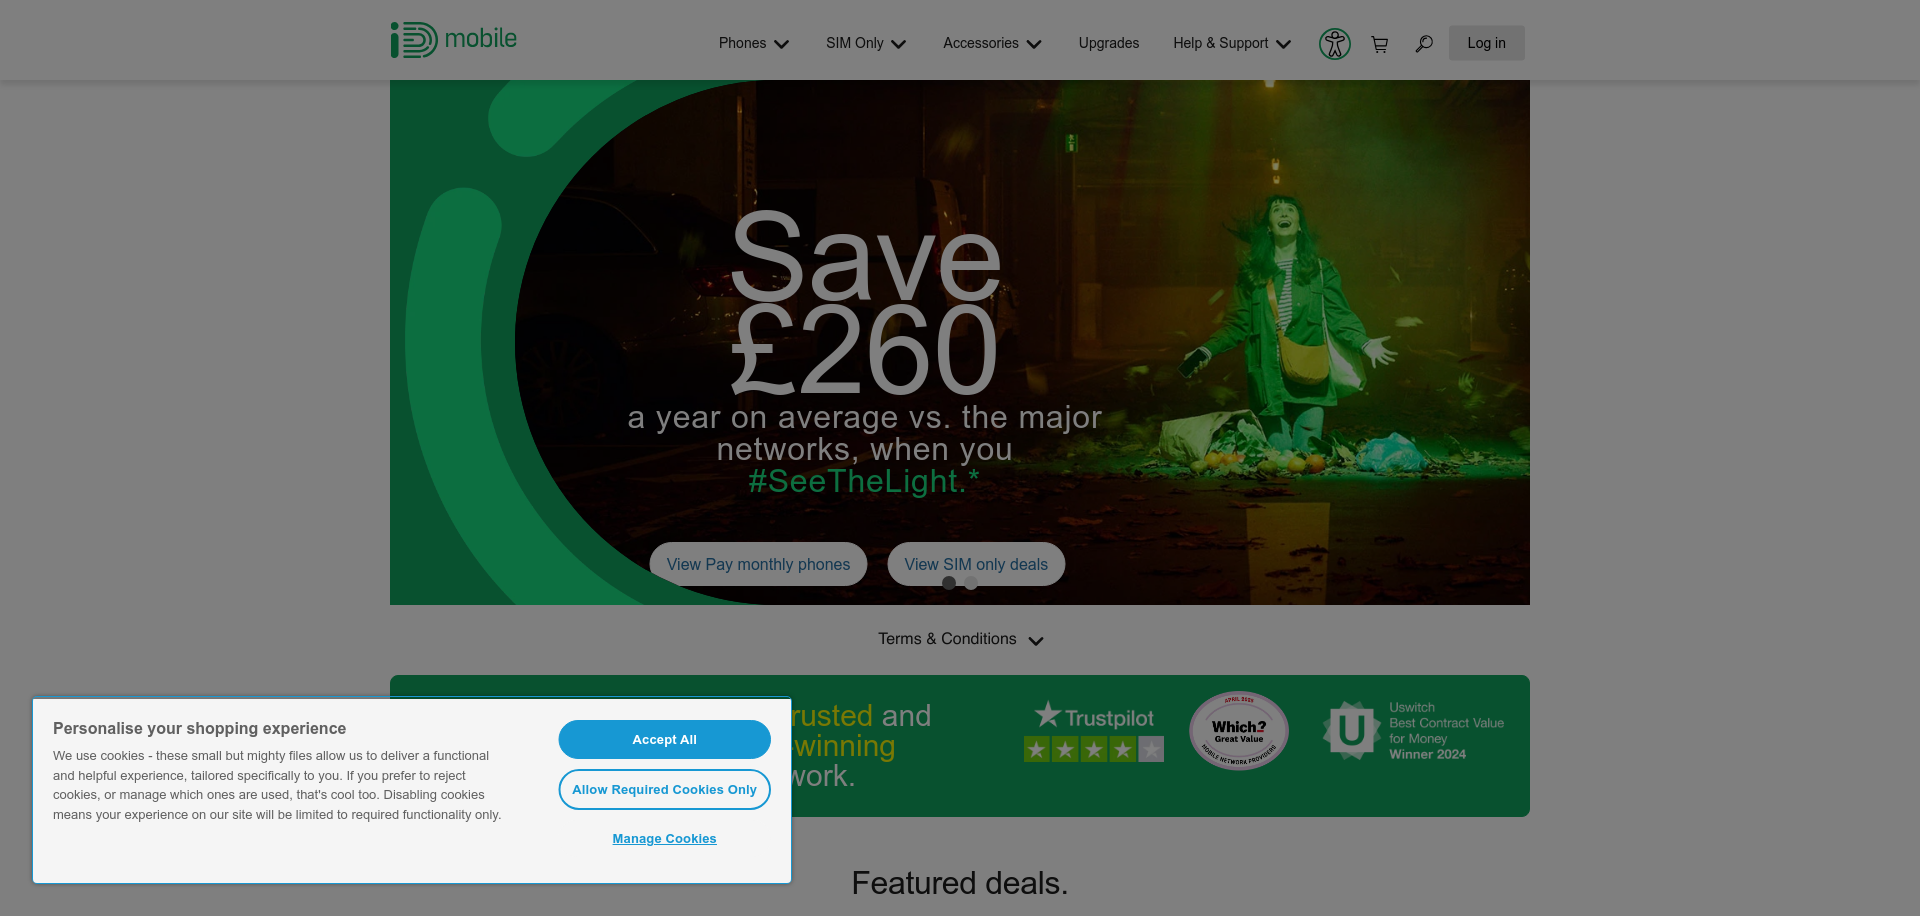 iD mobile
Phones
SIM Only
Accessories
Upgrades
Help & Support
Log in
Save
£260
a year on average vs. the major
networks, when you
#SeeTheLight.*
View Pay monthly phones
View SIM only deals
Terms & Conditions
rusted and
-winning
work.
Trustpilot
APRIL 2025
Which?
Great Value
MOBILE NETWORK PROVIDERS
U
Uswitch
Best Contract Value
for Money
Winner 2024
Personalise your shopping experience
We use cookies - these small but mighty files allow us to deliver a functional
and helpful experience, tailored specifically to you. If you prefer to reject
cookies, or manage which ones are used, that's cool too. Disabling cookies
means your experience on our site will be limited to required functionality only.
Accept All
Allow Required Cookies Only
Manage Cookies
Featured deals.